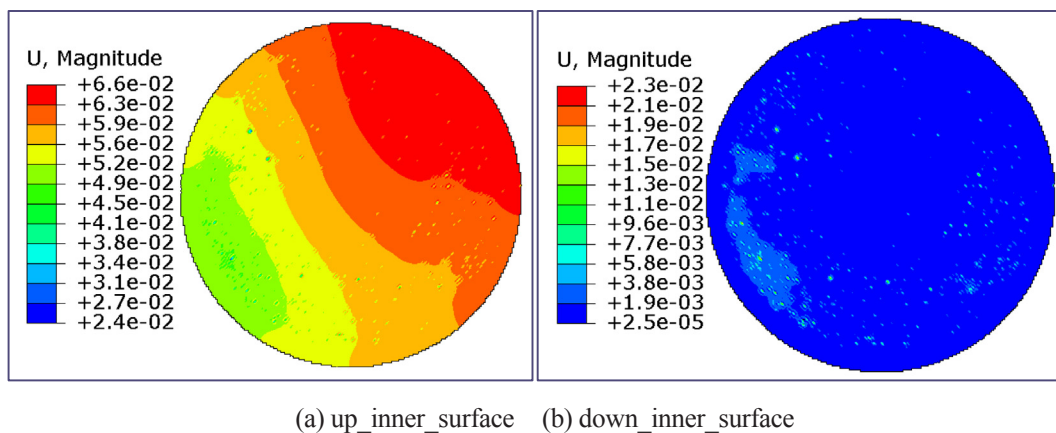 U, Magnitude
+6.6e-02
+6.3e-02
+5.9e-02
+5.6e-02
+5.2e-02
+4.9e-02
+4.5e-02
+4.1e-02
+3.8e-02
+3.4e-02
+3.1e-02
+2.7e-02
+2.4e-02
U, Magnitude
+2.3e-02
+2.1e-02
+1.9e-02
+1.7e-02
+1.5e-02
+1.3e-02
+1.1e-02
+9.6e-03
+7.7e-03
+5.8e-03
+3.8e-03
+1.9e-03
+2.5e-05
(a) up_inner_surface (b) down_inner_surface